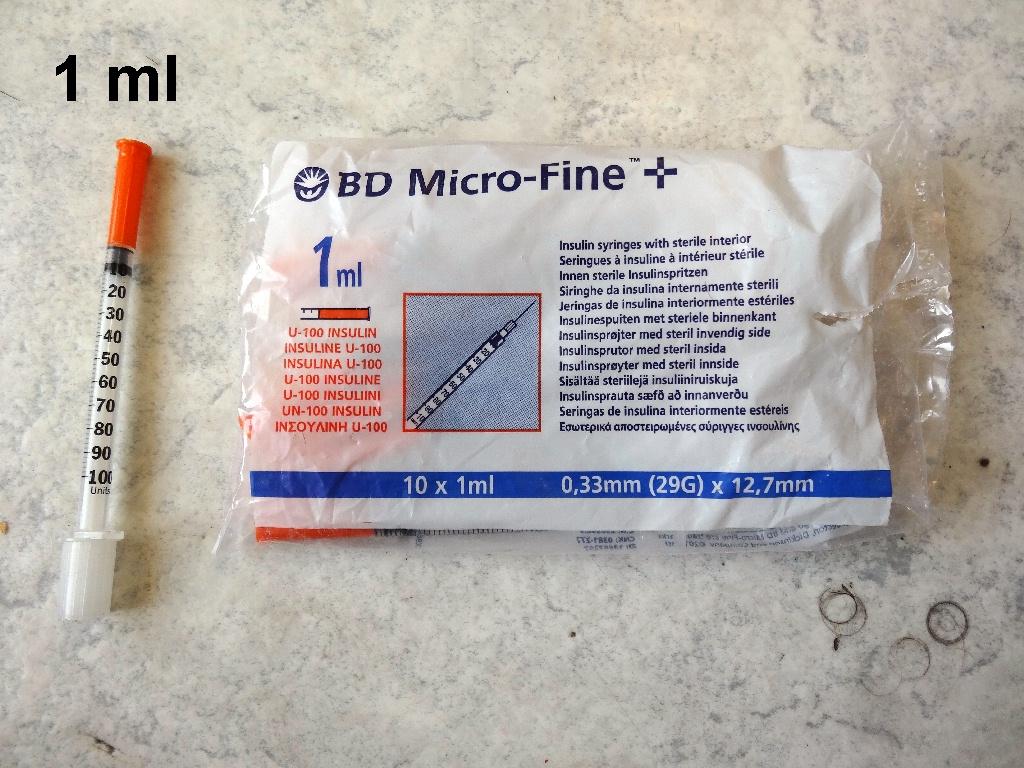 1 ml
10
20
30
40
50
60
70
80
90
100
Units
BD Micro-Fine™+
1 ml
U-100 INSULIN
INSULINE U-100
INSULINA U-100
U-100 INSULINE
U-100 INSULIINI
UN-100 INSULIN
ΙΝΣΟΥΛΙΝΗ U-100
Insulin syringes with sterile interior
Seringues à insuline à intérieur stérile
Innen sterile Insulinspritzen
Siringhe da insulina internamente sterili
Jeringas de insulina interiormente estériles
Insulinespuiten met steriele binnenkant
Insulinsprøjter med steril invendig side
Insulinsprutor med steril insida
Insulinsprøyter med steril innside
Sisältää steriilejä insuliiniruiskuja
Insulinsprauta sæfð að innanverðu
Seringas de insulina interiormente estéreis
Εσωτερικά αποστειρωμένες σύριγγες ινσουλίνης
10 x 1ml 0,33mm (29G) x 12,7mm